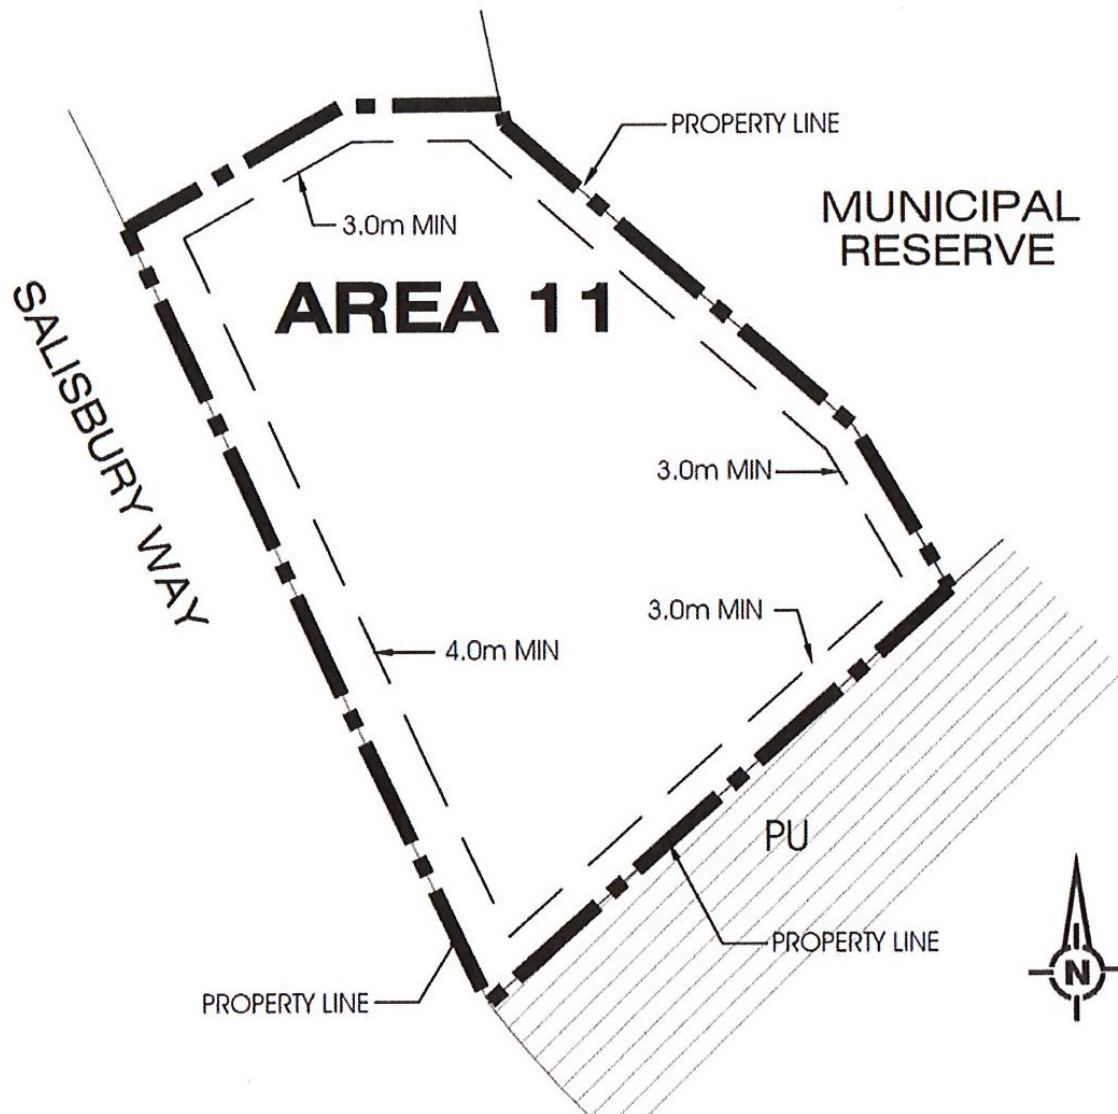 PROPERTY LINE
MUNICIPAL
RESERVE
3.0m MIN
AREA 11
SALISBURY WAY
3.0m MIN
3.0m MIN
4.0m MIN
PU
PROPERTY LINE
N
PROPERTY LINE